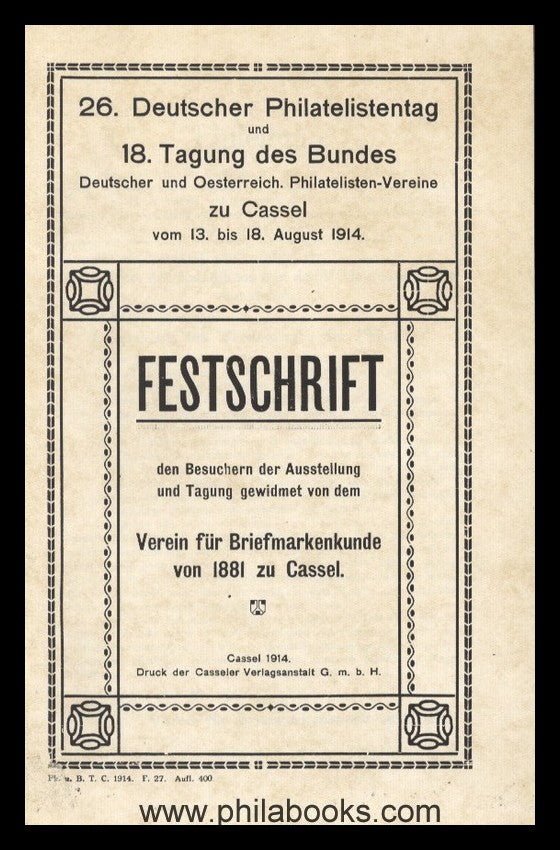 26. Deutscher Philatelistentag
und
18. Tagung des Bundes
Deutscher und Oesterreich. Philatelisten-Vereine
zu Cassel
vom 13. bis 18. August 1914.
FESTSCHRIFT
den Besuchern der Ausstellung
und Tagung gewidmet von dem
Verein für Briefmarkenkunde
von 1881 zu Cassel.
Cassel 1914.
Druck der Casseler Verlagsanstalt G. m. b. H.
u. B. T. C. 1914. F. 27. Aufl. 400
www.philabooks.com